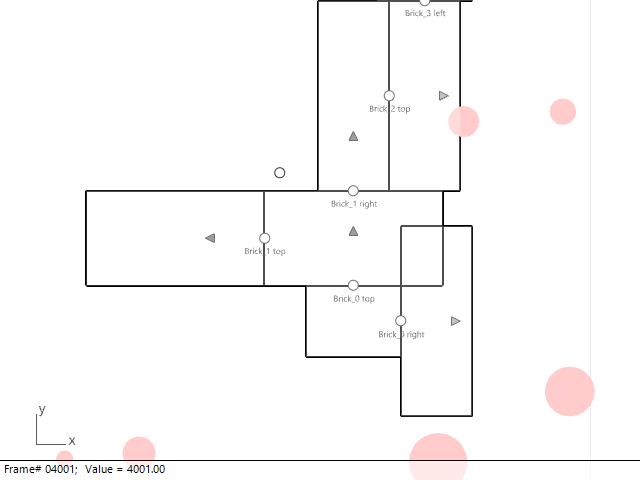 Brick_3 left
Brick_2 top
Brick_1 right
Brick_1 top
Brick_0 top
Brick_0 right
y
x
Frame# 04001; Value = 4001.00